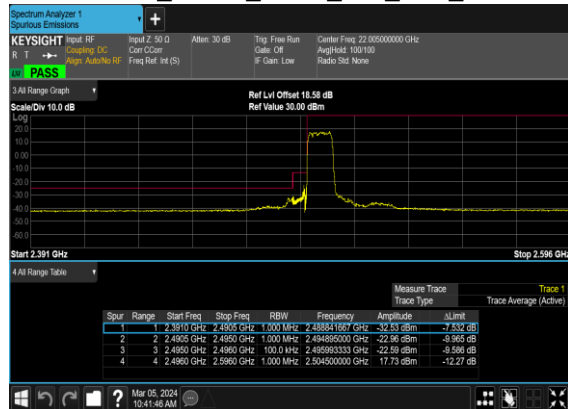 Spectrum Analyzer 1
Spurious Emissions
KEYSIGHT Input: RF Input Z: 50 Ω Atten: 30 dB Trig: Free Run Center Freq: 22.005000000 GHz
R T Coupling: DC Corr CCorr Gate: Off Avg|Hold: 100/100
Align: Auto/No RF Freq Ref: Int (S) IF Gain: Low Radio Std: None
PASS
3 All Range Graph
Ref Lvl Offset 18.58 dB
Scale/Div 10.0 dB Ref Value 30.00 dBm
Log
20.0
10.0
0.00
-10.0
-20.0
-30.0
-40.0
-50.0
-60.0
Start 2.391 GHz Stop 2.596 GHz
4 All Range Table
Measure Trace Trace 1
Trace Type Trace Average (Active)
Spur Range Start Freq Stop Freq RBW Frequency Amplitude ΔLimit
1 1 2.3910 GHz 2.4905 GHz 1.000 MHz 2.488841667 GHz -32.53 dBm -7.532 dB
2 2 2.4905 GHz 2.4950 GHz 1.000 MHz 2.494895000 GHz -22.96 dBm -9.965 dB
3 3 2.4950 GHz 2.4960 GHz 100.0 kHz 2.495993333 GHz -22.59 dBm -9.586 dB
4 4 2.4960 GHz 2.5960 GHz 1.000 MHz 2.504500000 GHz 17.73 dBm -12.27 dB
Mar 05, 2024
10:41:46 AM